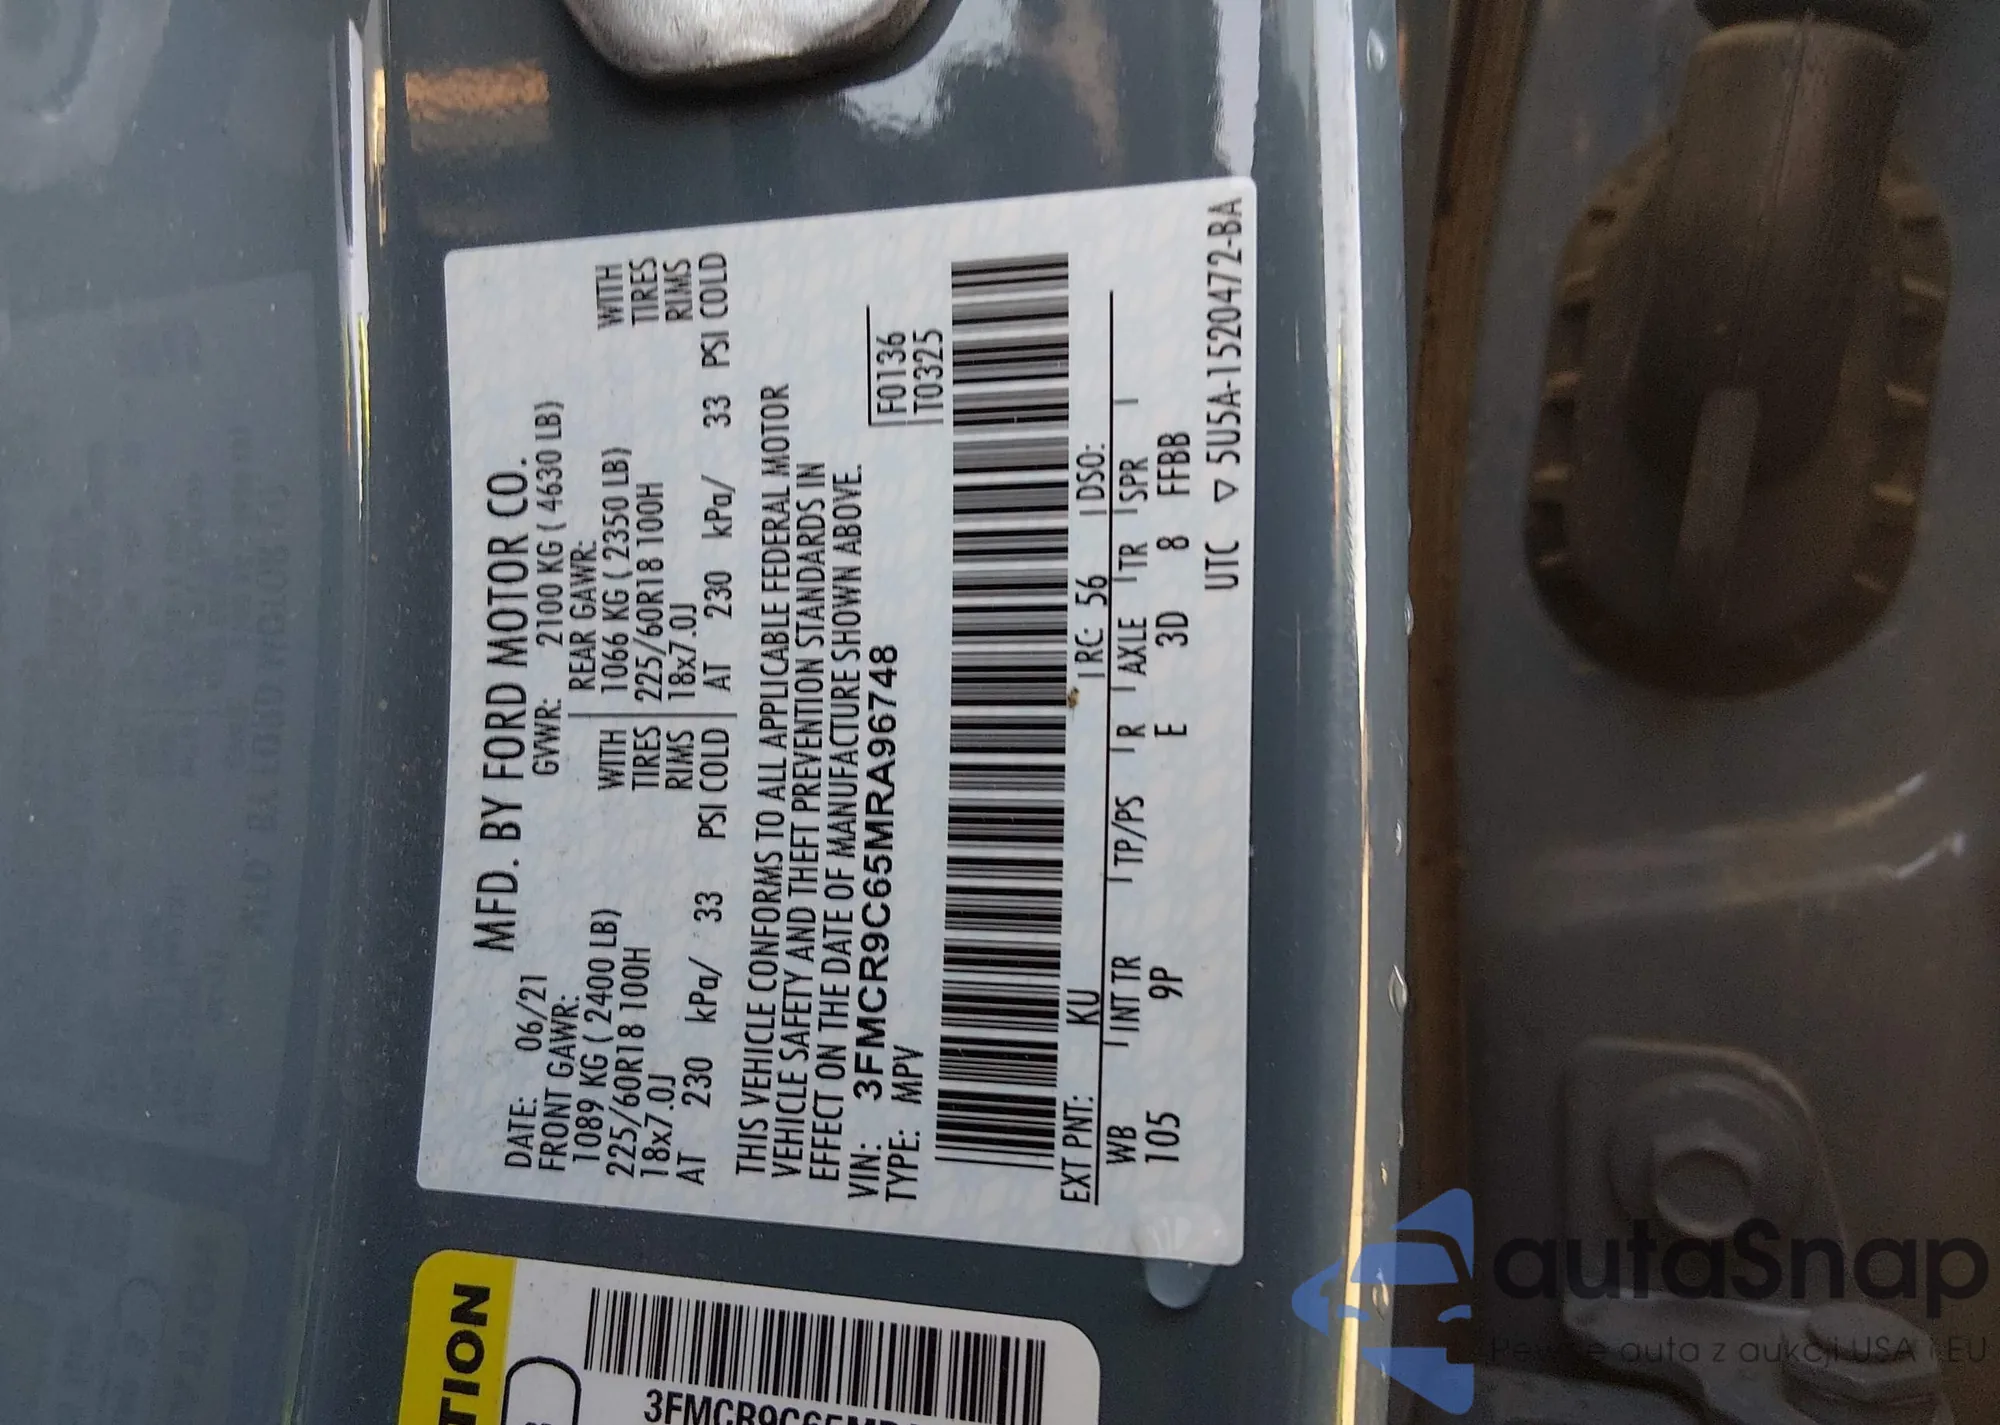 MFD. BY FORD MOTOR CO.
DATE: 06/21 GVWR: 2100 KG ( 4630 LB)
FRONT GAWR: REAR GAWR:
1089 KG ( 2400 LB) WITH 1066 KG ( 2350 LB) WITH
225/60R18 100H TIRES 225/60R18 100H TIRES
18x7.0J RIMS 18x7.0J RIMS
AT 230 kPa/ 33 PSI COLD AT 230 kPa/ 33 PSI COLD
THIS VEHICLE CONFORMS TO ALL APPLICABLE FEDERAL MOTOR
VEHICLE SAFETY AND THEFT PREVENTION STANDARDS IN
EFFECT ON THE DATE OF MANUFACTURE SHOWN ABOVE.
VIN: 3FMCR9C65MRA96748 F0136
TYPE: MPV T0325
EXT PNT: KU RC: 56 DSO:
WB INT TR TP/PS R AXLE TR SPR
105 9P E 3D 8 FFBB
UTC ▽ 5U5A-1520472-BA
TION
autaSnap
Pewne auta z aukcji USA i EU